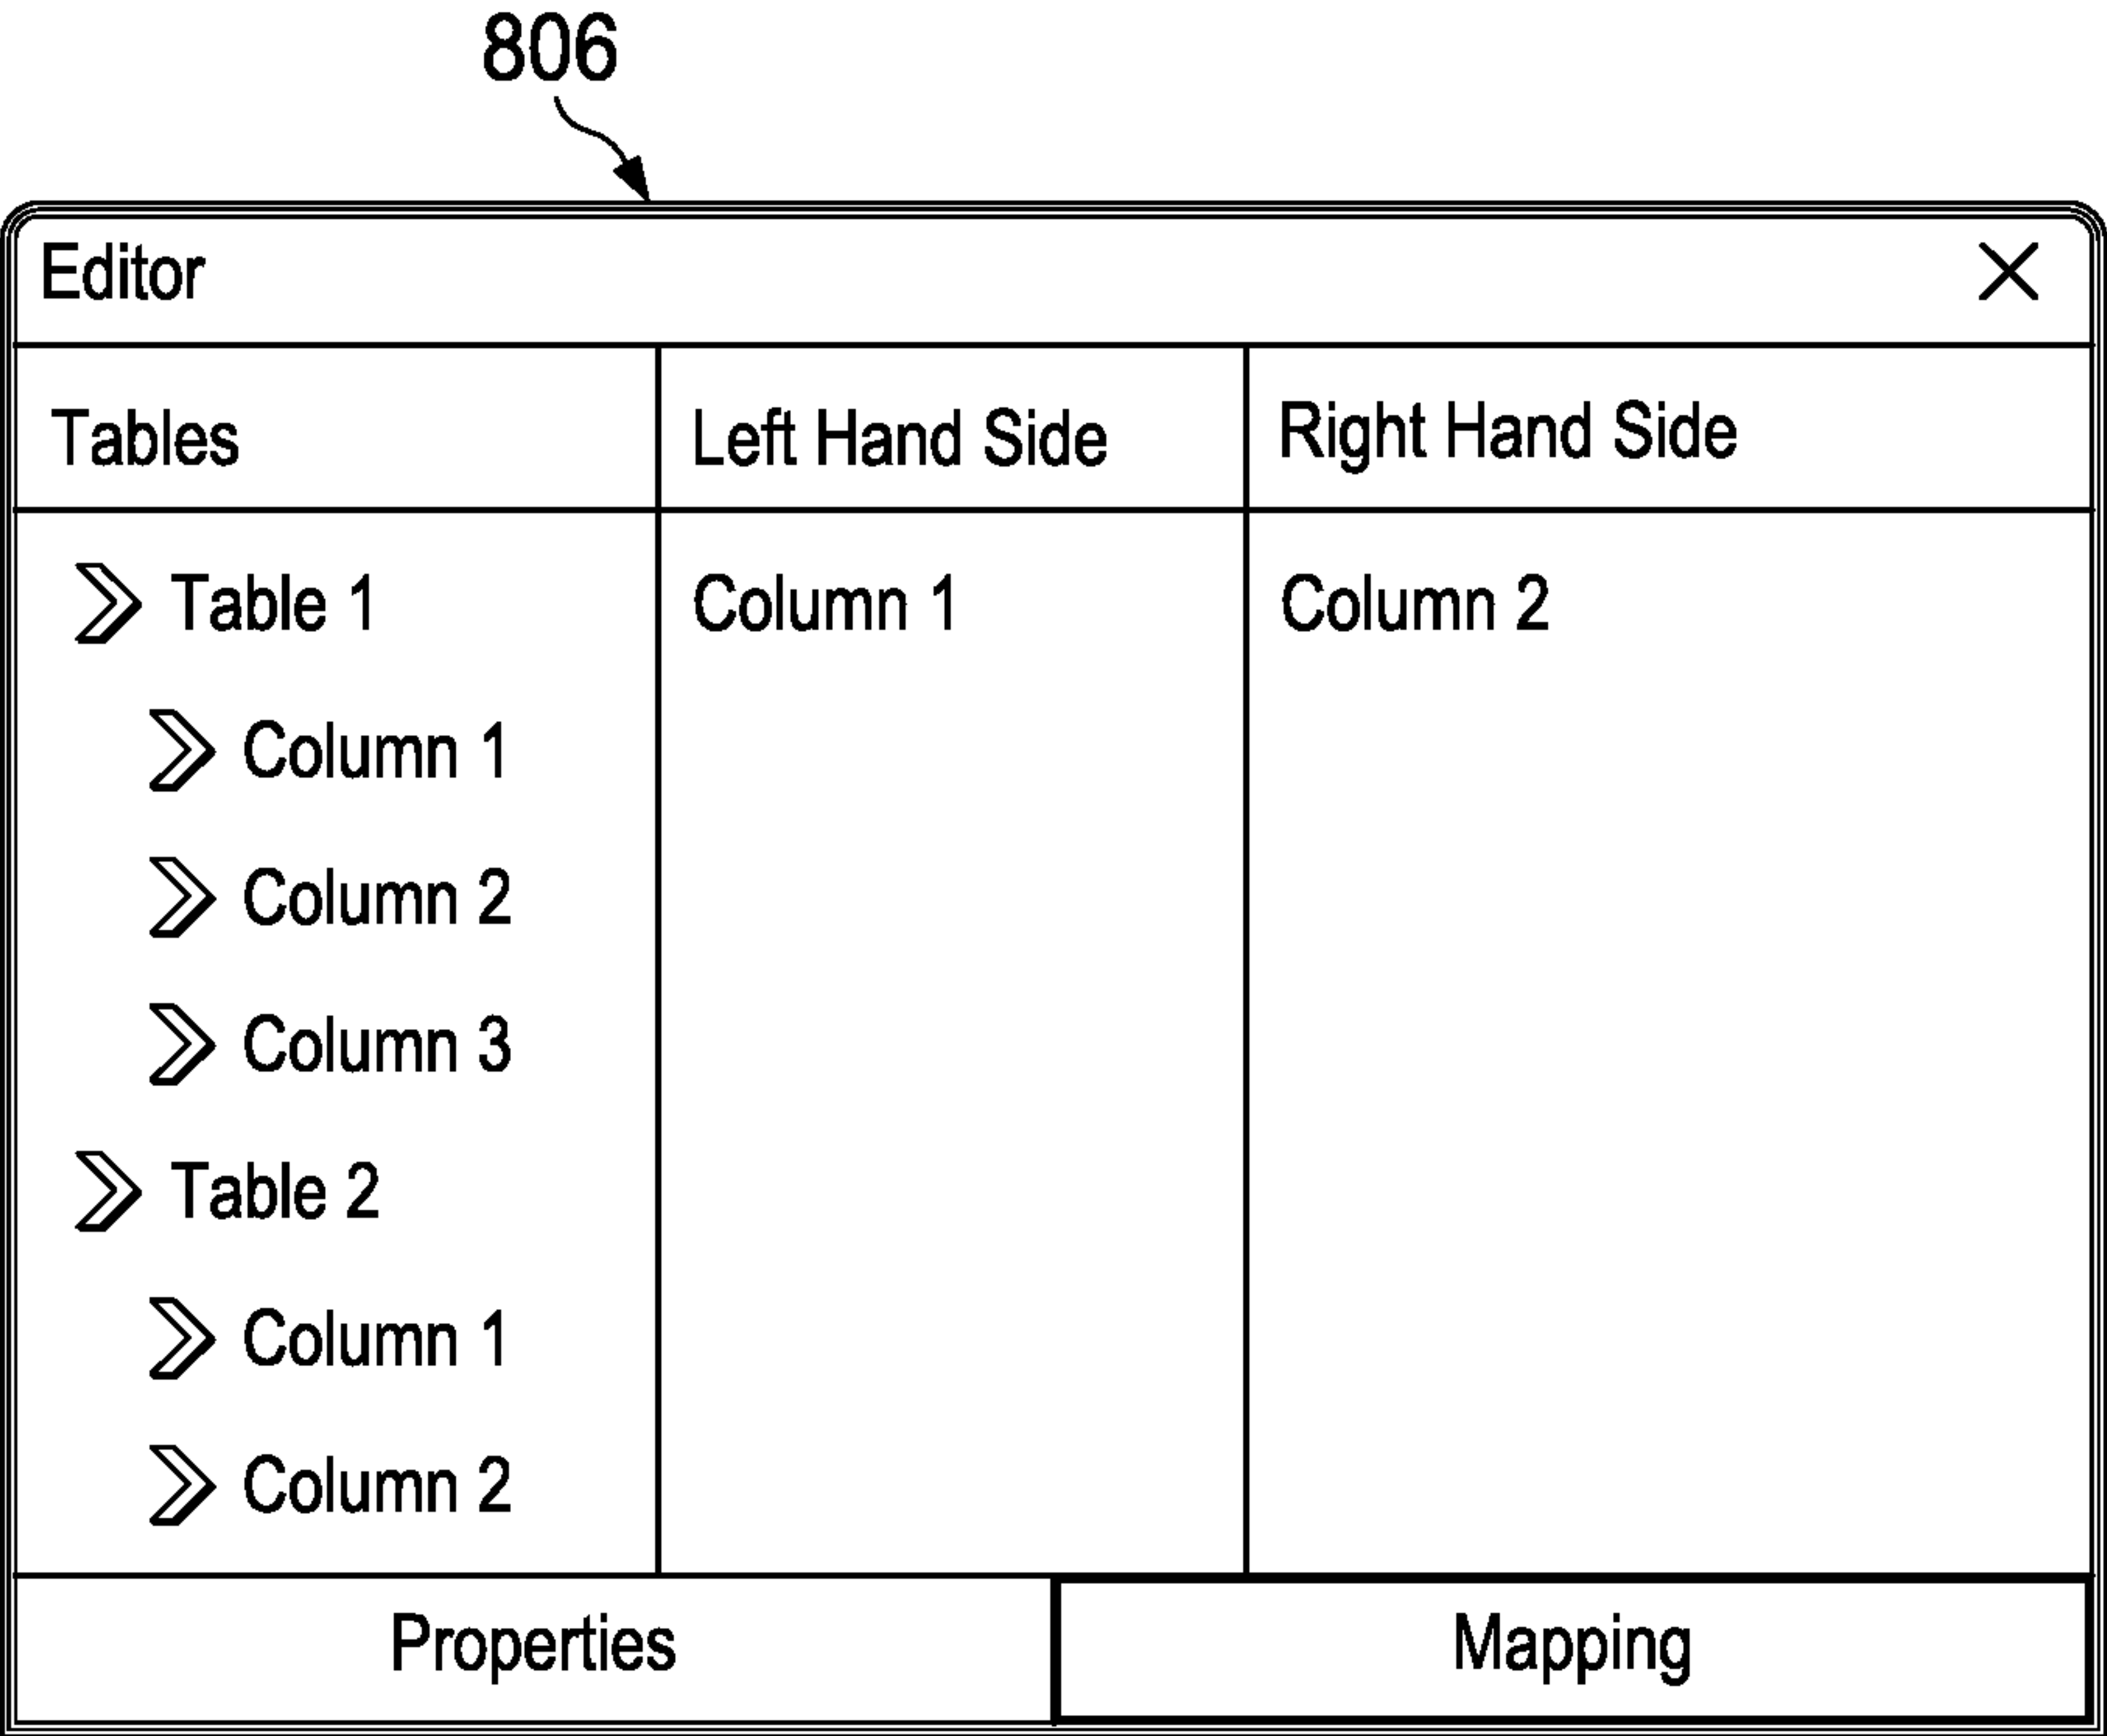 806
Editor
Tables Left Hand Side Right Hand Side
Table 1 Column 1 Column 2
Column 1
Column 2
Column 3
Table 2
Column 1
Column 2
Properties Mapping